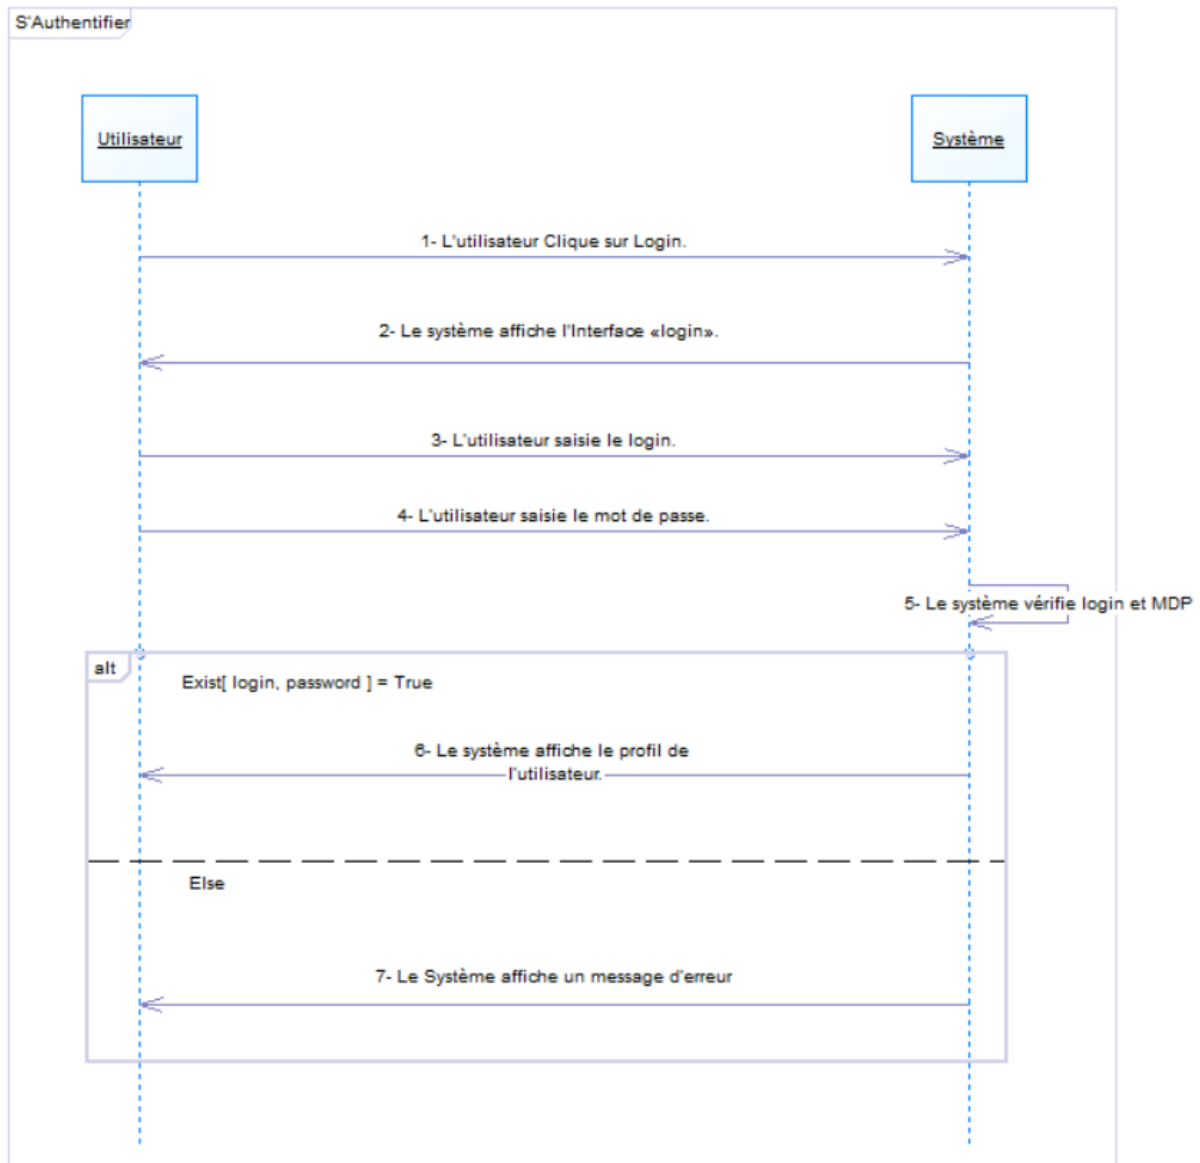 S'Authentifier
Utilisateur
Système
1- L'utilisateur Clique sur Login.
2- Le système affiche l'Interface «login».
3- L'utilisateur saisie le login.
4- L'utilisateur saisie le mot de passe.
5- Le système vérifie login et MDP
alt
Exist[ login, password ] = True
6- Le système affiche le profil de
l'utilisateur.
Else
7- Le Système affiche un message d'erreur